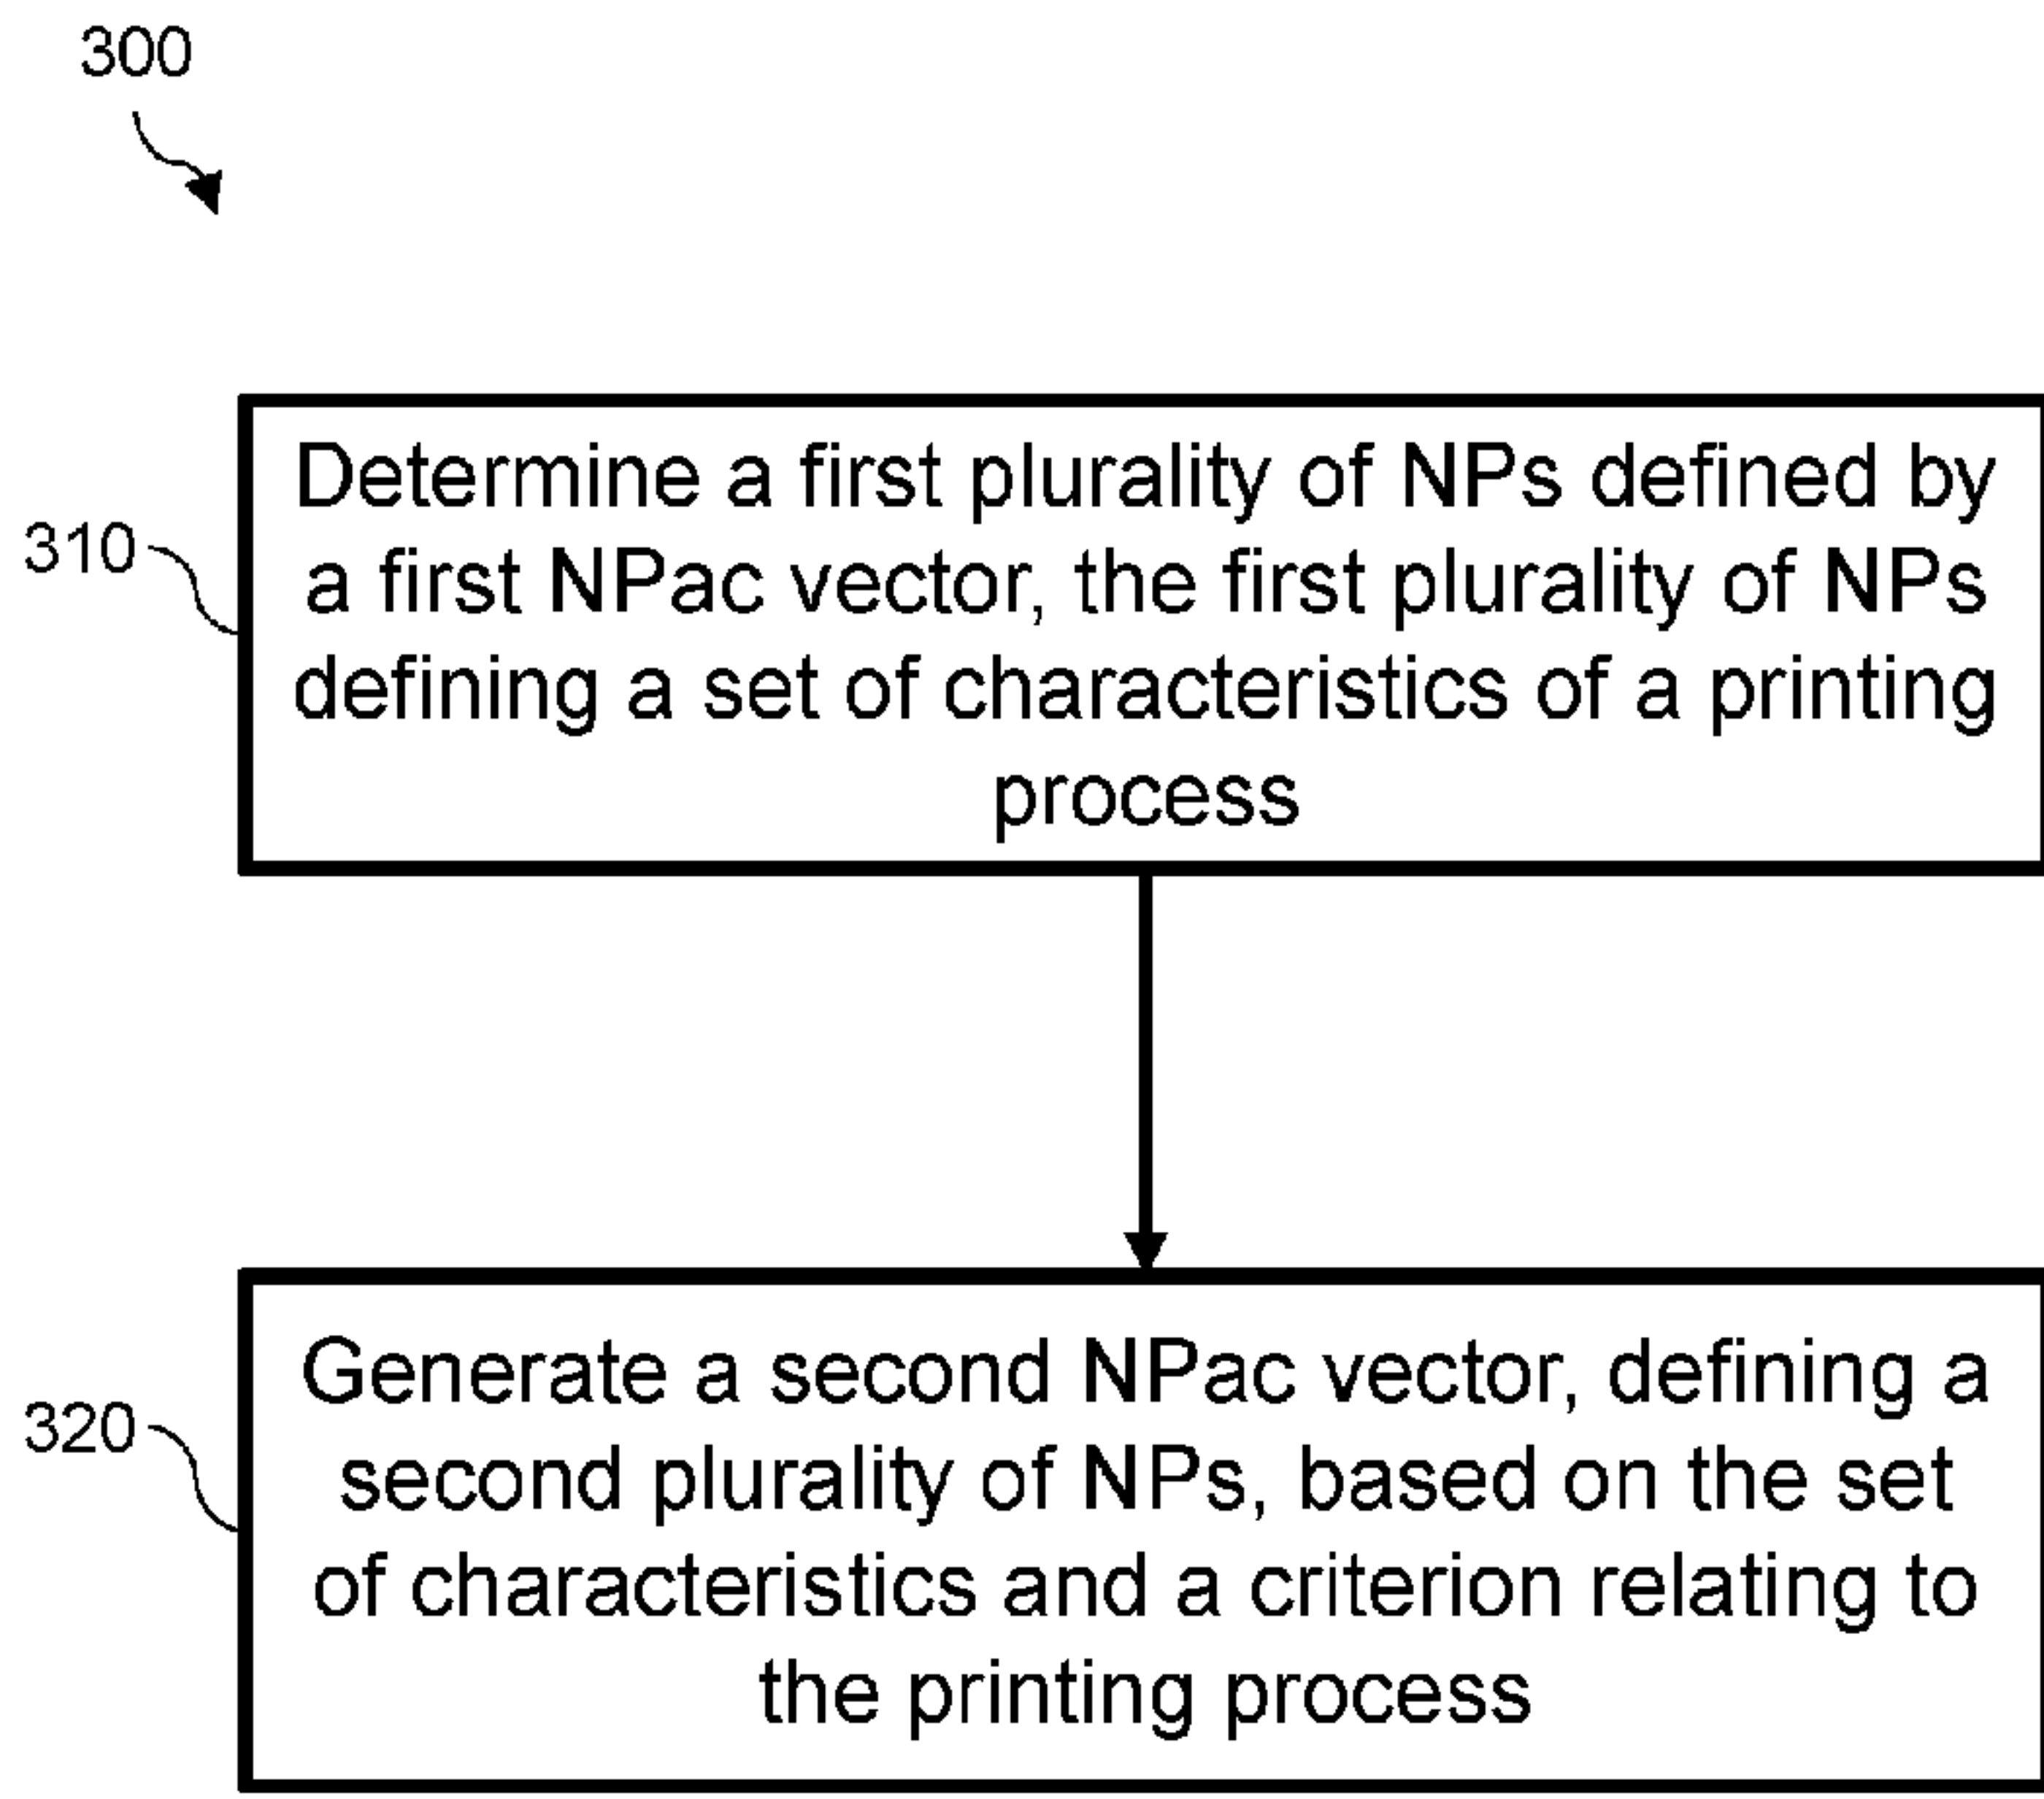 300
310
Determine a first plurality of NPs defined by
a first NPac vector, the first plurality of NPs
defining a set of characteristics of a printing
process
320
Generate a second NPac vector, defining a
second plurality of NPs, based on the set
of characteristics and a criterion relating to
the printing process